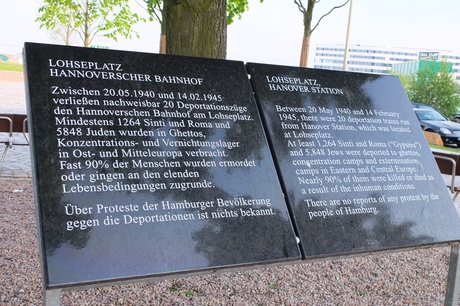 LOHSEPLATZ
HANNOVERSCHER BAHNHOF
Zwischen 20.05.1940 und 14.02.1945
verließen nachweisbar 20 Deportationszüge
den Hannoverschen Bahnhof am Lohseplatz.
Mindestens 1264 Sinti und Roma und
5848 Juden wurden in Ghettos,
Konzentrations- und Vernichtungslager
in Ost- und Mitteleuropa verbracht.
Fast 90% der Menschen wurden ermordet
oder gingen an den elenden
Lebensbedingungen zugrunde.
Über Proteste der Hamburger Bevölkerung
gegen die Deportationen ist nichts bekannt.
LOHSEPLATZ,
HANOVER STATION
Between 20 May 1940 and 14 February
1945, there were 20 deportation trains run
from Hanover Station, which was located
at Lohseplatz.
At least 1,264 Sinti and Roma ("Gypsies")
and 5,848 Jews were deported to ghettos,
concentration camps and extermination
camps in Eastern and Central Europe.
Nearly 90% of them were killed or died as
a result of the inhuman conditions.
There are no reports of any protest by the
people of Hamburg.